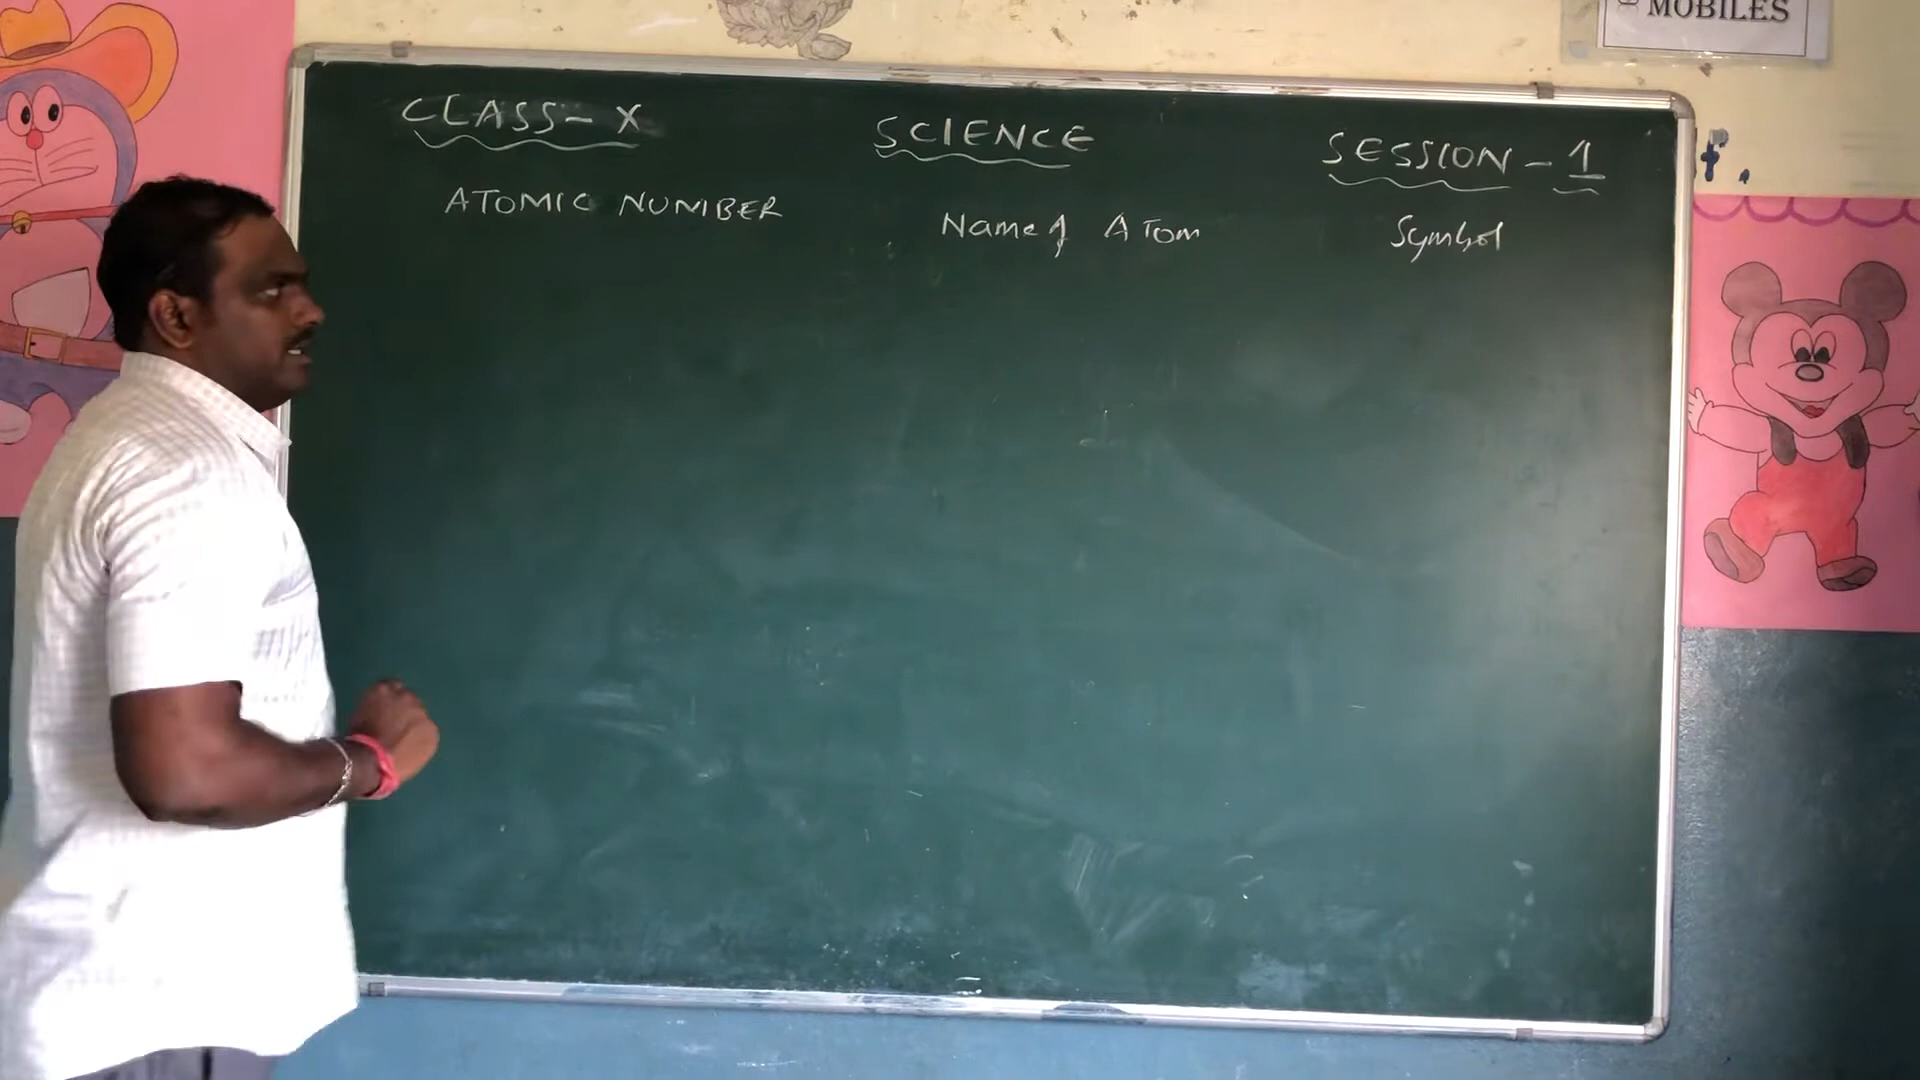 MOBILES
CLASS-X
SCIENCE
SESSION-1
ATOMIC NUMBER
Name of Atom
Symbol